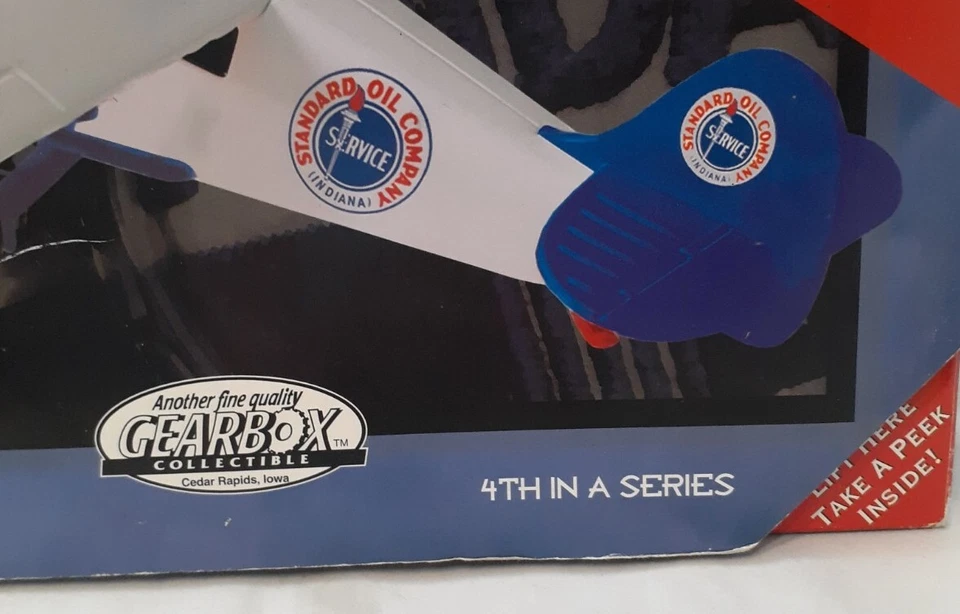 STANDARD OIL COMPANY
SERVICE
(INDIANA)
STANDARD OIL COMPANY
SERVICE
(INDIANA)
Another fine quality
GEARBOX TM
COLLECTIBLE
Cedar Rapids, Iowa
4TH IN A SERIES
LIFT HERE
TAKE A PEEK
INSIDE!